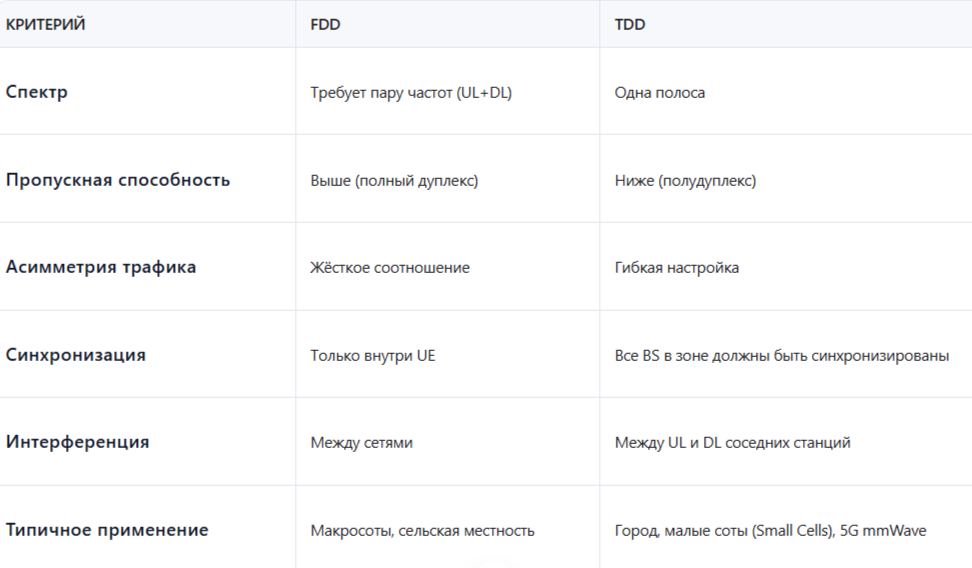 КРИТЕРИЙ FDD TDD
Спектр Требует пару частот (UL+DL) Одна полоса
Пропускная способность Выше (полный дуплекс) Ниже (полудуплекс)
Асимметрия трафика Жёсткое соотношение Гибкая настройка
Синхронизация Только внутри UE Все BS в зоне должны быть синхронизированы
Интерференция Между сетями Между UL и DL соседних станций
Типичное применение Макросоты, сельская местность Город, малые соты (Small Cells), 5G mmWave